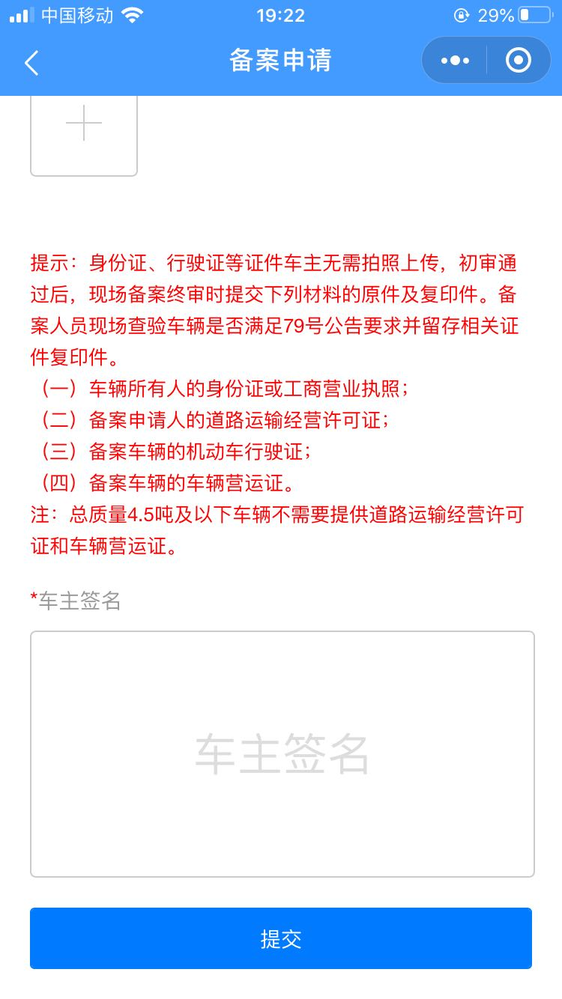 中国移动
19:22
29%
备案申请
提示：身份证、行驶证等证件车主无需拍照上传，初审通
过后，现场备案终审时提交下列材料的原件及复印件。备
案人员现场查验车辆是否满足79号公告要求并留存相关证
件复印件。
（一）车辆所有人的身份证或工商营业执照；
（二）备案申请人的道路运输经营许可证；
（三）备案车辆的机动车行驶证；
（四）备案车辆的车辆营运证。
注：总质量4.5吨及以下车辆不需要提供道路运输经营许可
证和车辆营运证。
*车主签名
车主签名
提交